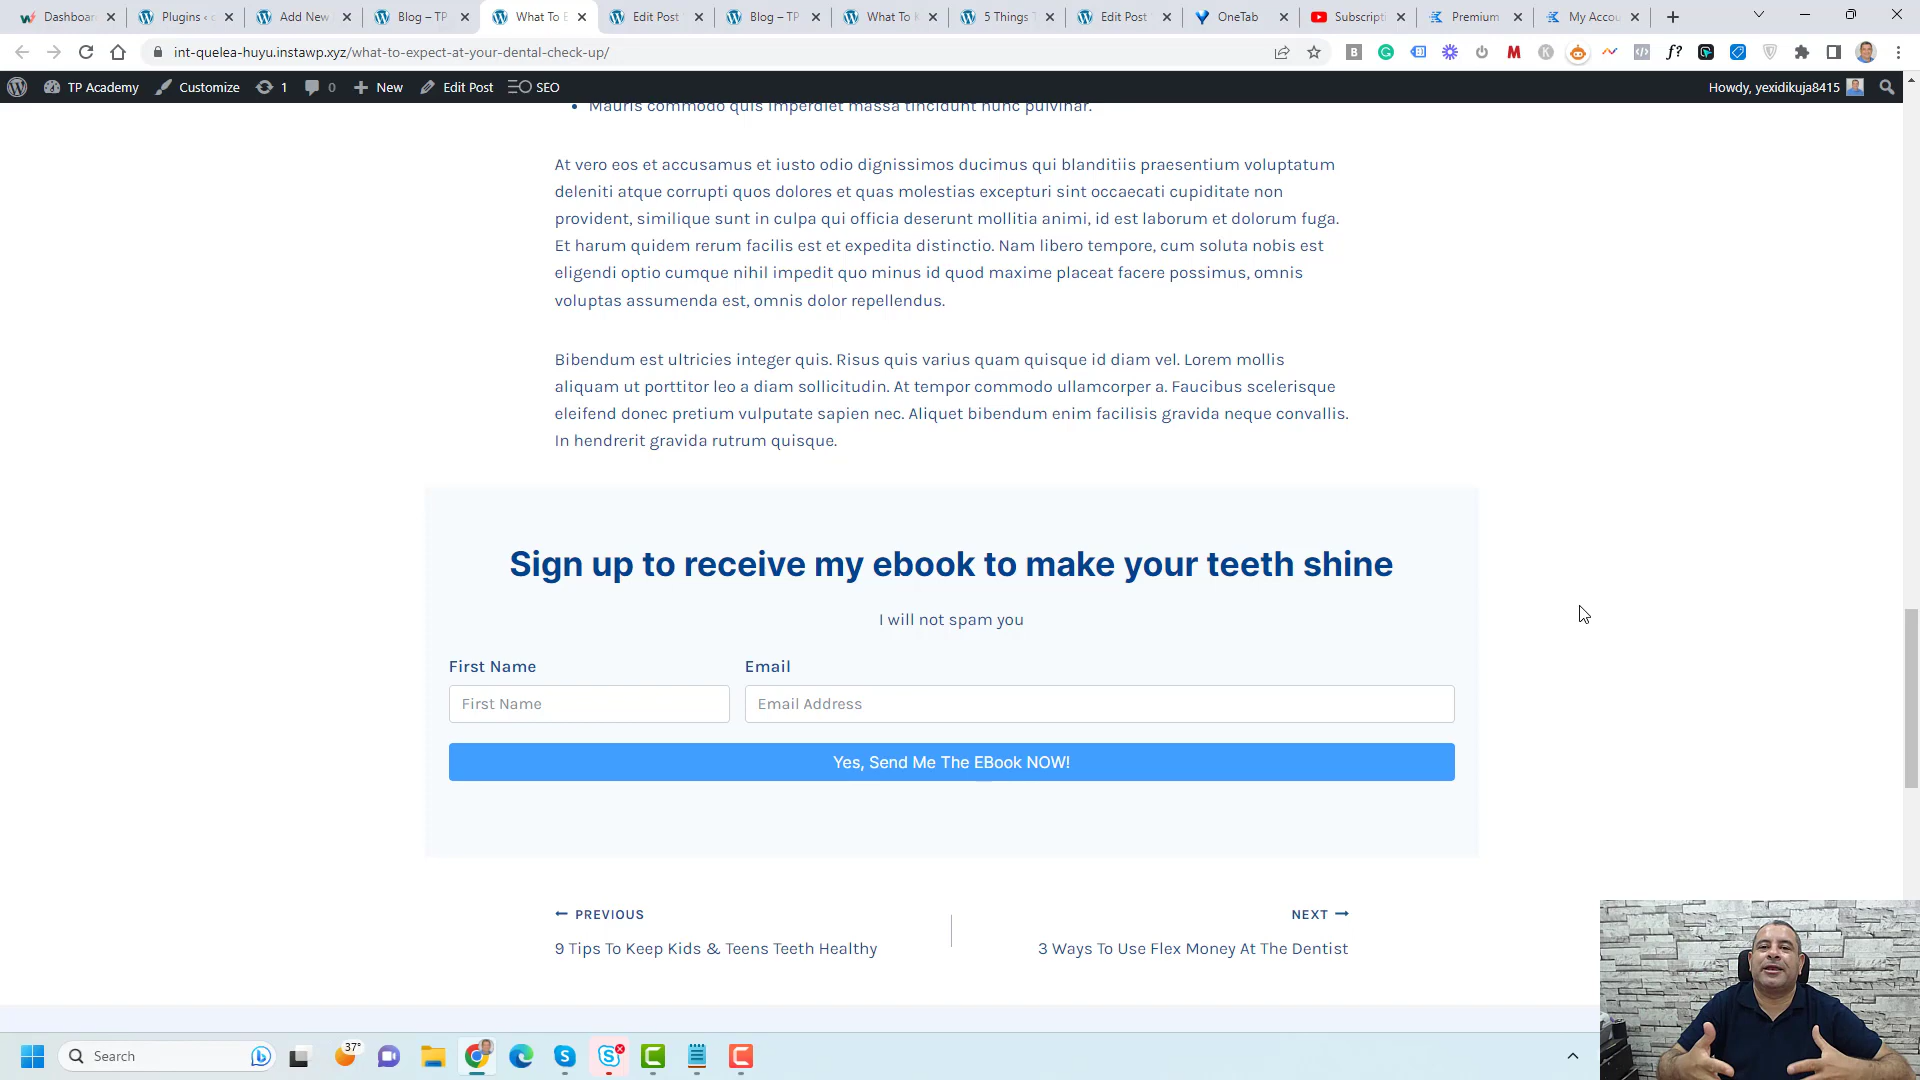 Dashboar
Plugins ‹
Add New
Blog – TP
What To E
Edit Post
Blog – TP
What To K
5 Things T
Edit Post
OneTab
Subscripti
Premium
My Accou
int-quelea-huyu.instawp.xyz/what-to-expect-at-your-dental-check-up/
TP Academy
Customize
1
0
New
Edit Post
SEO
Howdy, yexidikuja8415
Mauris commodo quis imperdiet massa tincidunt nunc pulvinar.
At vero eos et accusamus et iusto odio dignissimos ducimus qui blanditiis praesentium voluptatum
deleniti atque corrupti quos dolores et quas molestias excepturi sint occaecati cupiditate non
provident, similique sunt in culpa qui officia deserunt mollitia animi, id est laborum et dolorum fuga.
Et harum quidem rerum facilis est et expedita distinctio. Nam libero tempore, cum soluta nobis est
eligendi optio cumque nihil impedit quo minus id quod maxime placeat facere possimus, omnis
voluptas assumenda est, omnis dolor repellendus.
Bibendum est ultricies integer quis. Risus quis varius quam quisque id diam vel. Lorem mollis
aliquam ut porttitor leo a diam sollicitudin. At tempor commodo ullamcorper a. Faucibus scelerisque
eleifend donec pretium vulputate sapien nec. Aliquet bibendum enim facilisis gravida neque convallis.
In hendrerit gravida rutrum quisque.
Sign up to receive my ebook to make your teeth shine
I will not spam you
First Name
Email
First Name
Email Address
Yes, Send Me The EBook NOW!
← PREVIOUS
NEXT →
9 Tips To Keep Kids & Teens Teeth Healthy
3 Ways To Use Flex Money At The Dentist
Search
37°